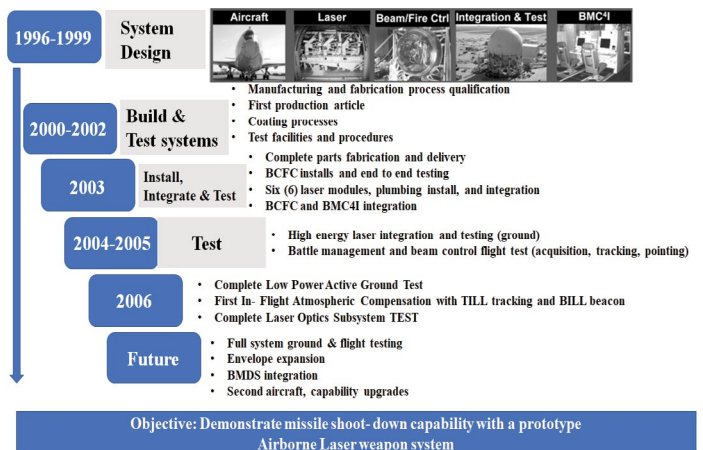 Aircraft
Laser
Beam/Fire Ctrl
Integration & Test
BMC⁴I
1996-1999
System
Design
• Manufacturing and fabrication process qualification
• First production article
• Coating processes
• Test facilities and procedures
2000-2002
Build &
Test systems
• Complete parts fabrication and delivery
• BCFC installs and end to end testing
• Six (6) laser modules, plumbing install, and integration
• BCFC and BMC4I integration
2003
Install,
Integrate & Test
2004-2005
Test
• High energy laser integration and testing (ground)
• Battle management and beam control flight test (acquisition, tracking, pointing)
2006
• Complete Low Power Active Ground Test
• First In- Flight Atmospheric Compensation with TILL tracking and BILL beacon
• Complete Laser Optics Subsystem TEST
Future
• Full system ground & flight testing
• Envelope expansion
• BMDS integration
• Second aircraft, capability upgrades
Objective: Demonstrate missile shoot- down capability with a prototype
Airborne Laser weapon system